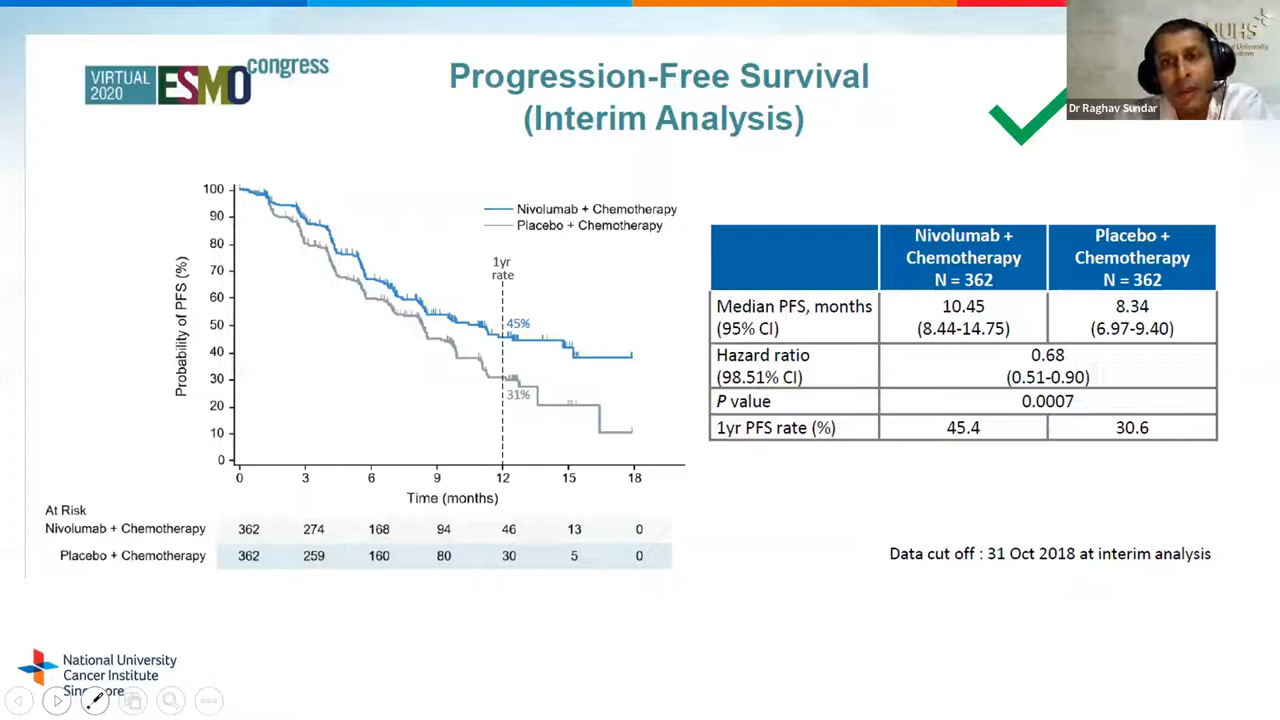 VIRTUAL
2020
ESMO
congress
Progression-Free Survival
(Interim Analysis)
Dr Raghav Sundar
Probability of PFS (%)
100
90
80
70
60
50
40
30
20
10
0
Nivolumab + Chemotherapy
Placebo + Chemotherapy
1yr
rate
45%
31%
0 3 6 9 12 15 18
Time (months)
At Risk
Nivolumab + Chemotherapy 362 274 168 94 46 13 0
Placebo + Chemotherapy 362 259 160 80 30 5 0
Nivolumab + Chemotherapy N = 362
Placebo + Chemotherapy N = 362
Median PFS, months (95% CI) 10.45 (8.44-14.75) 8.34 (6.97-9.40)
Hazard ratio (98.51% CI) 0.68 (0.51-0.90)
P value 0.0007
1yr PFS rate (%) 45.4 30.6
Data cut off : 31 Oct 2018 at interim analysis
National University
Cancer Institute